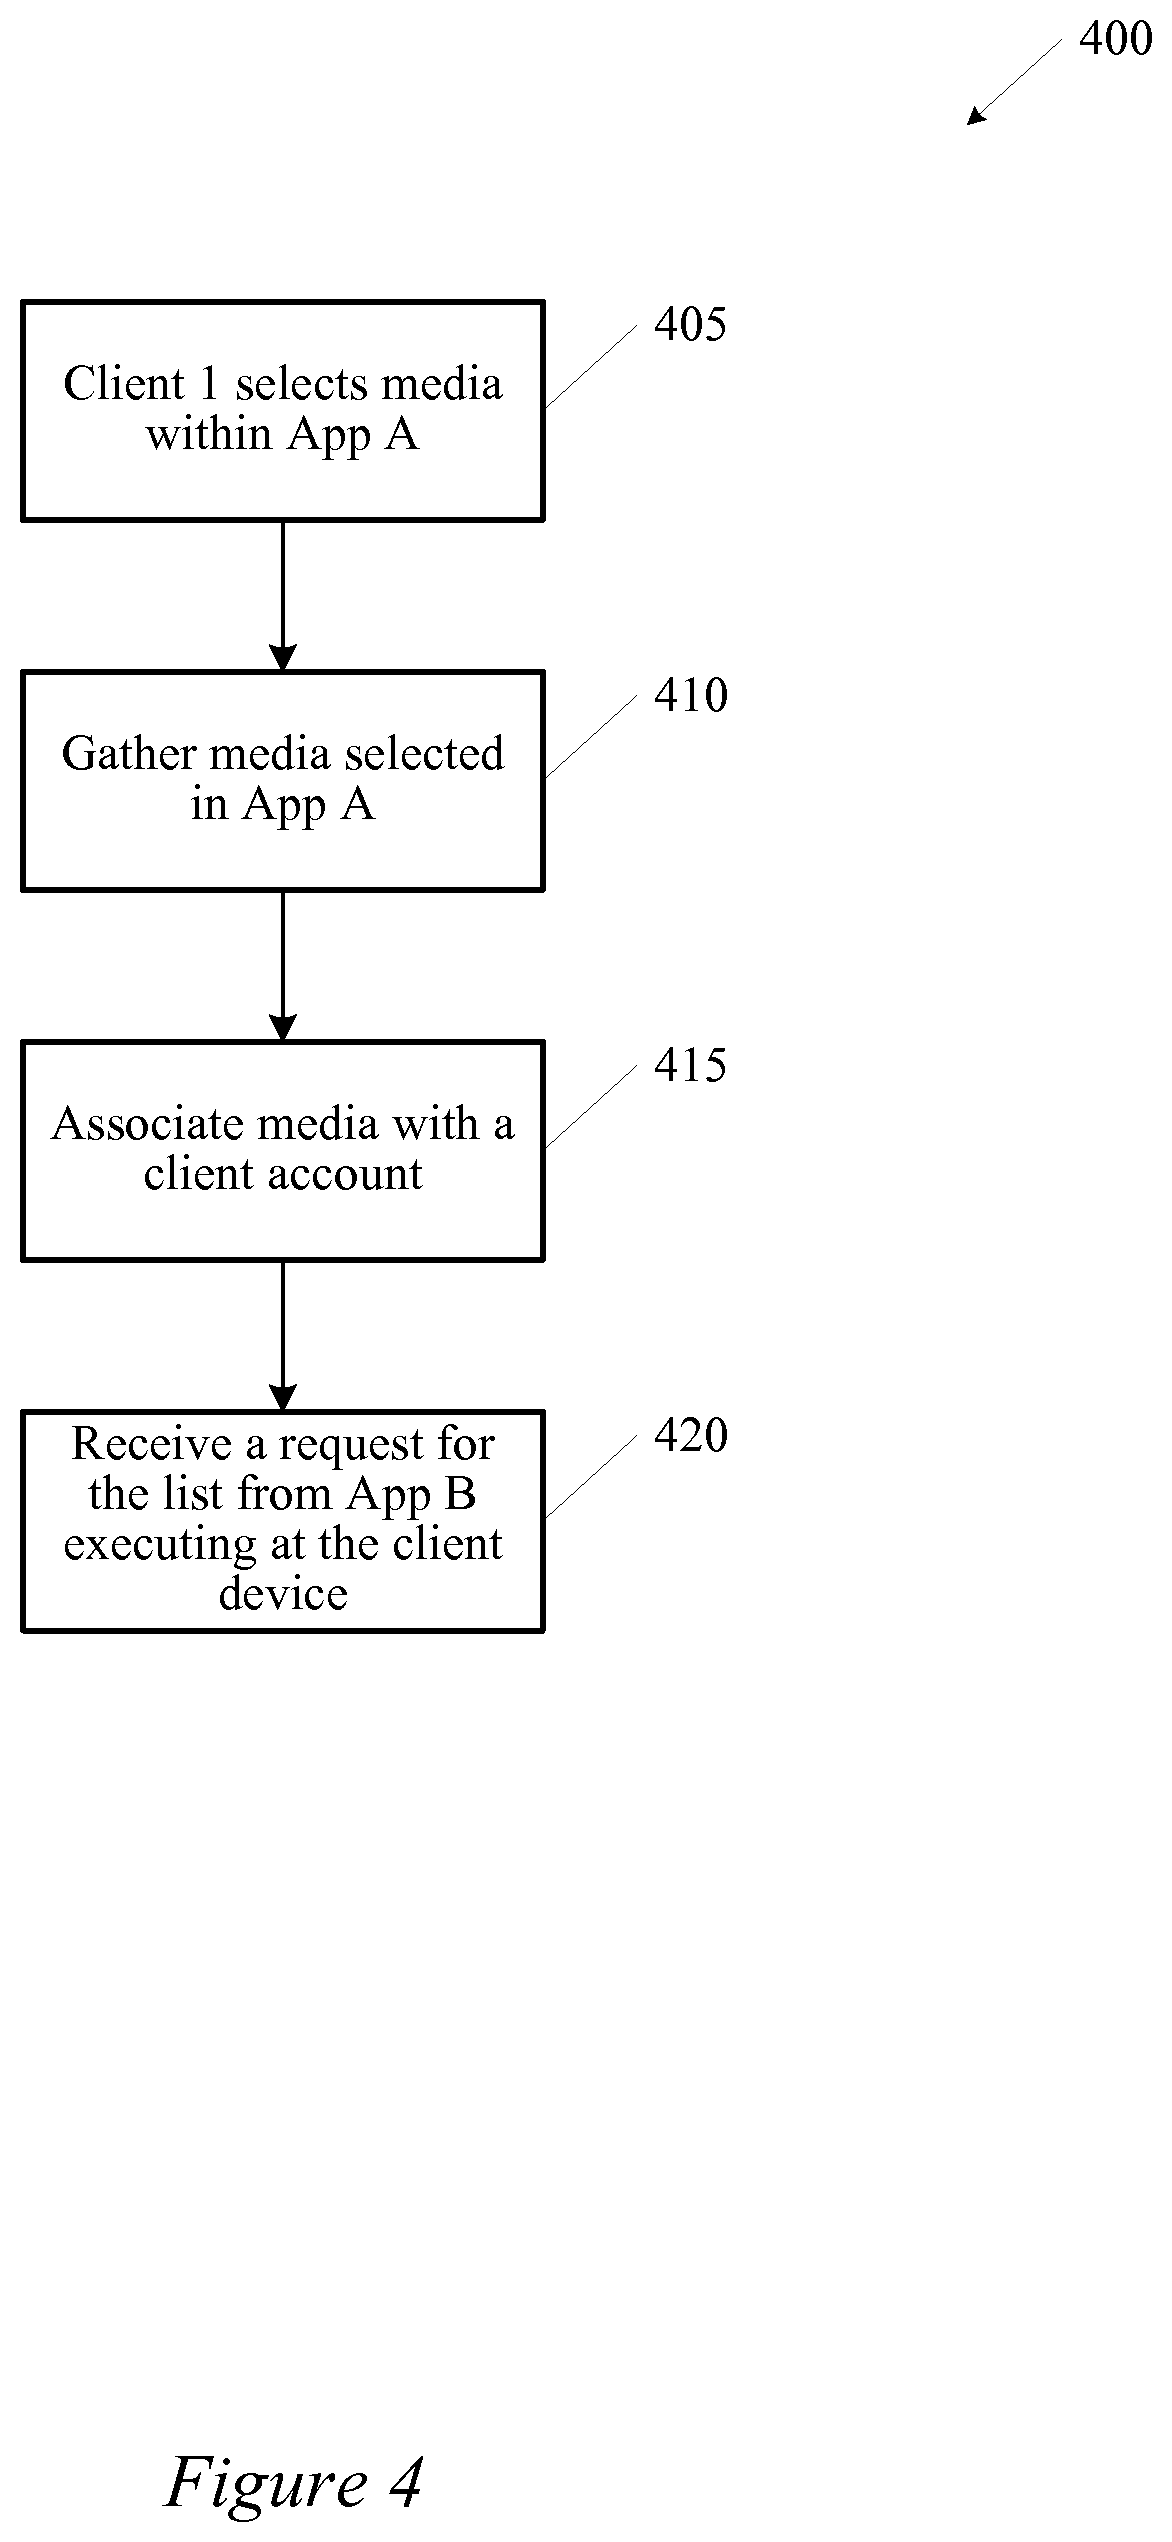 400
405
Client 1 selects media
within App A
410
Gather media selected
in App A
415
Associate media with a
client account
420
Receive a request for
the list from App B
executing at the client
device
Figure 4